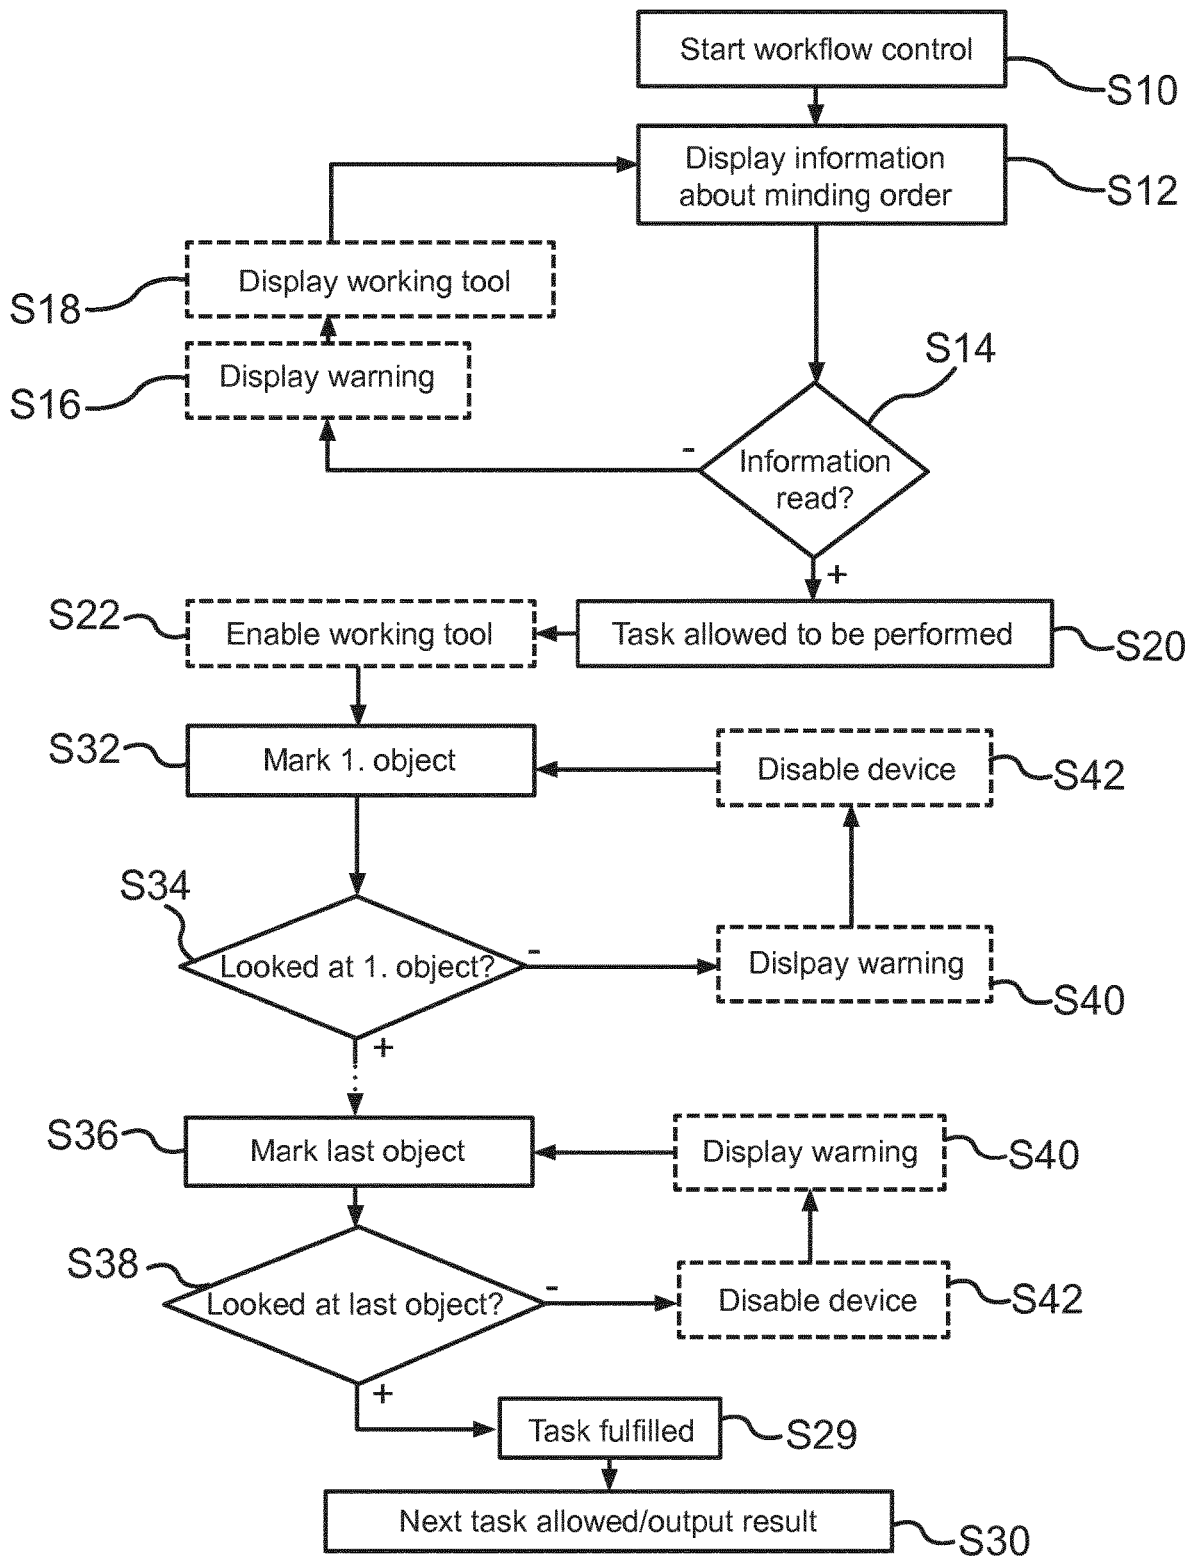 Start workflow control
S10
Display information
about minding order
S12
Display working tool
S18
Display warning
S16
S14
Information
read?
-
+
S22
Enable working tool
Task allowed to be performed
S20
S32
Mark 1. object
Disable device
S42
S34
Looked at 1. object?
-
Dislpay warning
S40
+
S36
Mark last object
Display warning
S40
S38
Looked at last object?
-
Disable device
S42
+
Task fulfilled
S29
Next task allowed/output result
S30